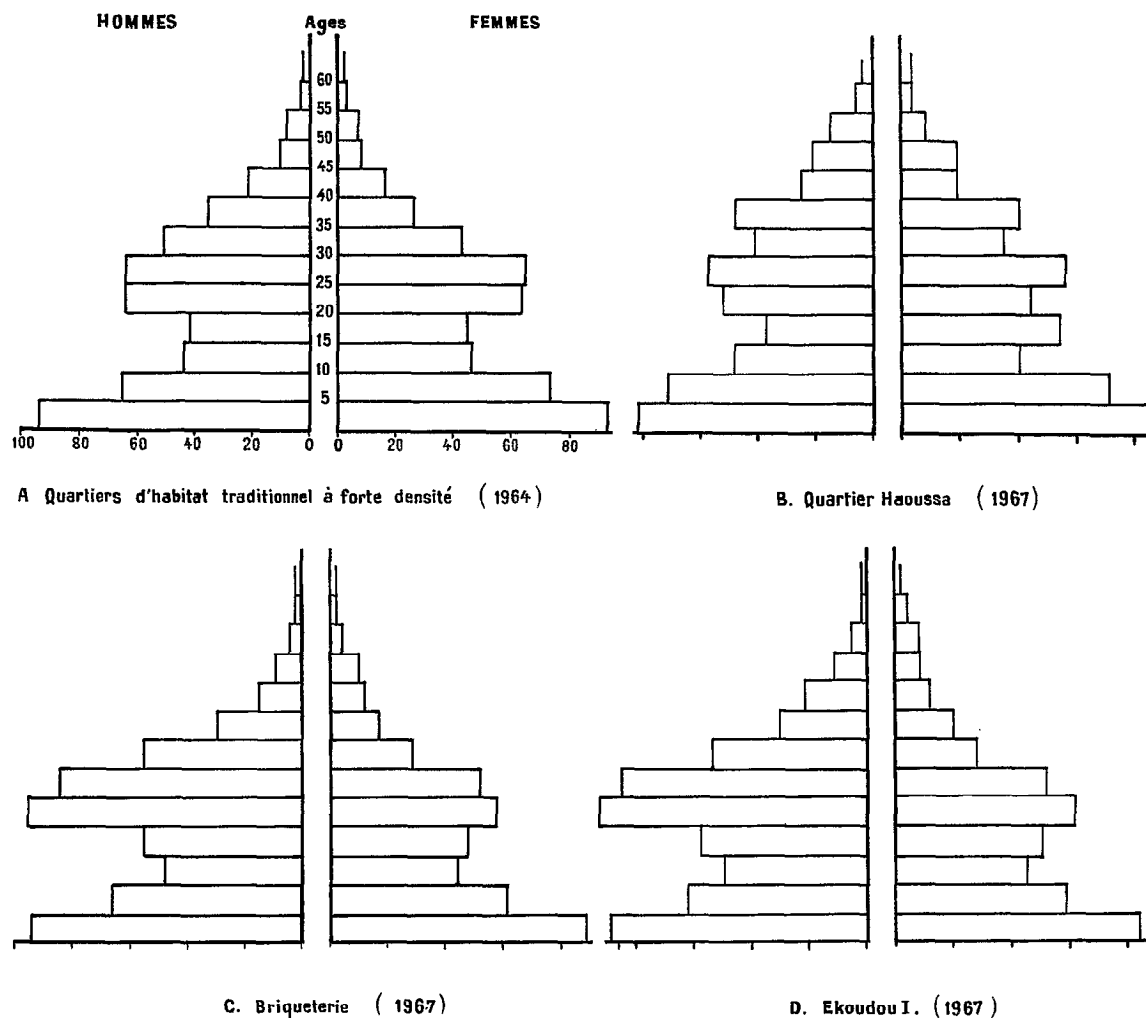 HOMMES Ages FEMMES
60
55
50
45
40
35
30
25
20
15
10
5
100 80 60 40 20 0 0 20 40 60 80
A Quartiers d'habitat traditionnel à forte densité (1964)
B. Quartier Haoussa (1967)
C. Briqueterie (1967)
D. Ekoudou I. (1967)